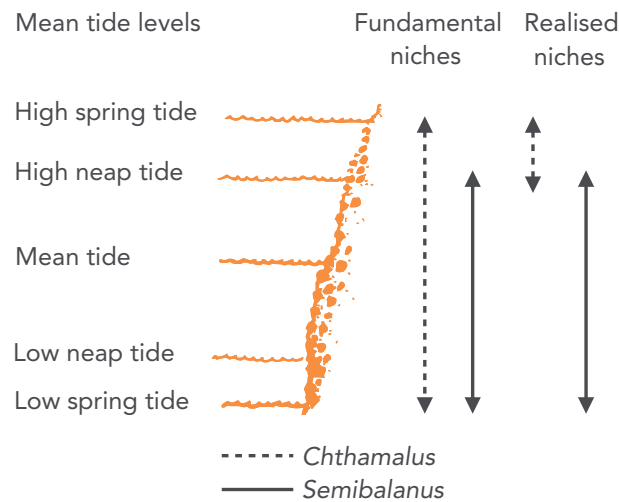 Mean tide levels
Fundamental niches
Realised niches
High spring tide
High neap tide
Mean tide
Low neap tide
Low spring tide
Chthamalus
Semibalanus